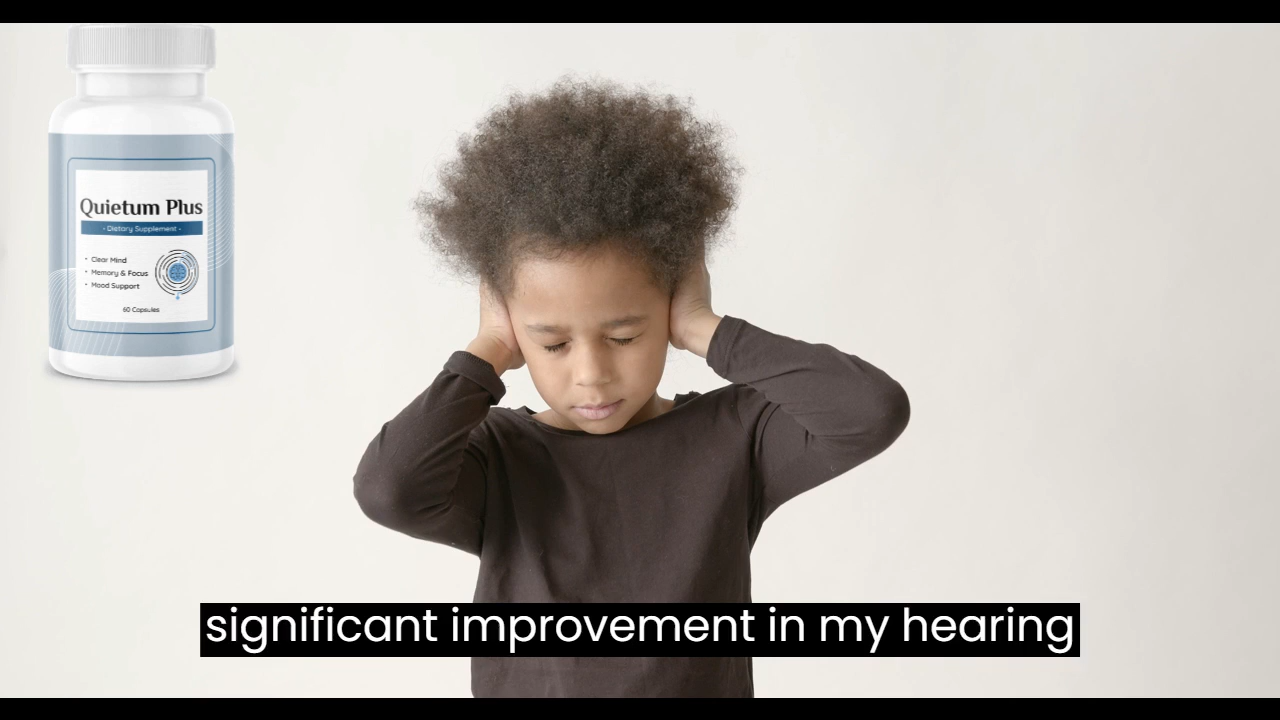 Quietum Plus
- Dietary Supplement -
• Clear Mind
• Memory & Focus
• Mood Support
60 Capsules
significant improvement in my hearing